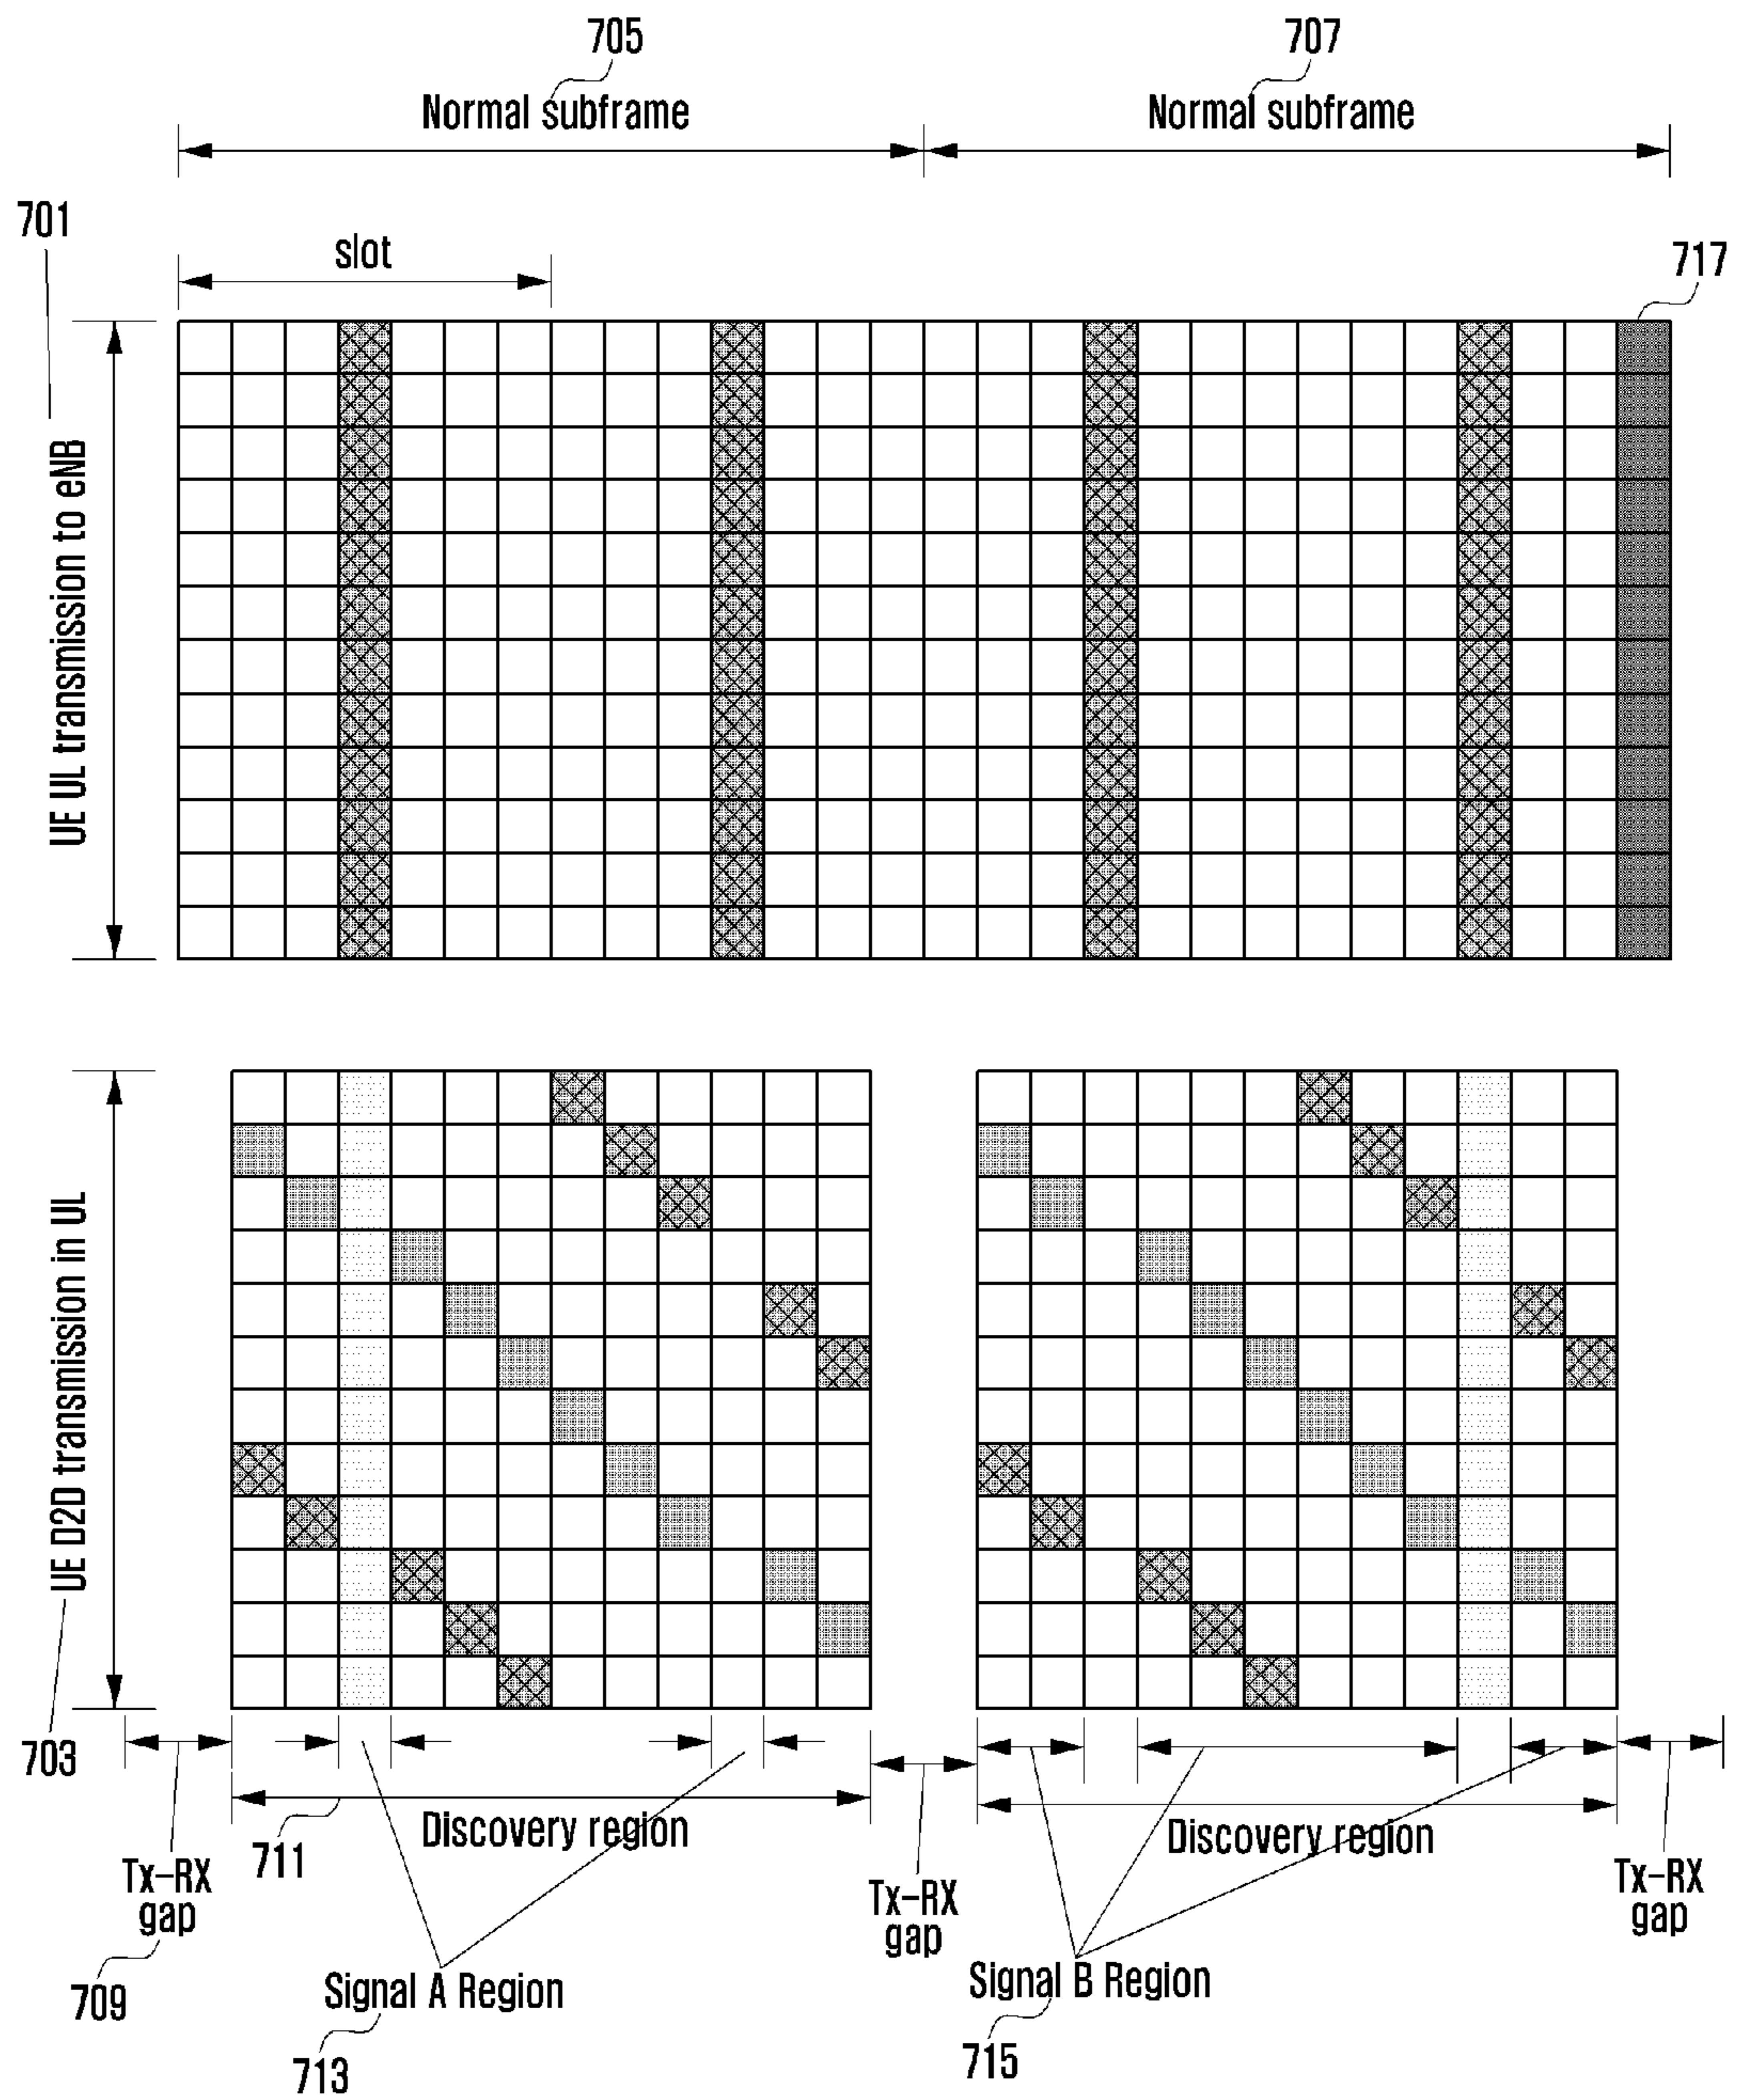 705
707
Normal subframe
Normal subframe
701
slot
717
UE UL transmission to eNB
UE D2D transmission in UL
703
Discovery region
Discovery region
711
Tx-RX
gap
Tx-RX
gap
Tx-RX
gap
709
Signal A Region
Signal B Region
713
715